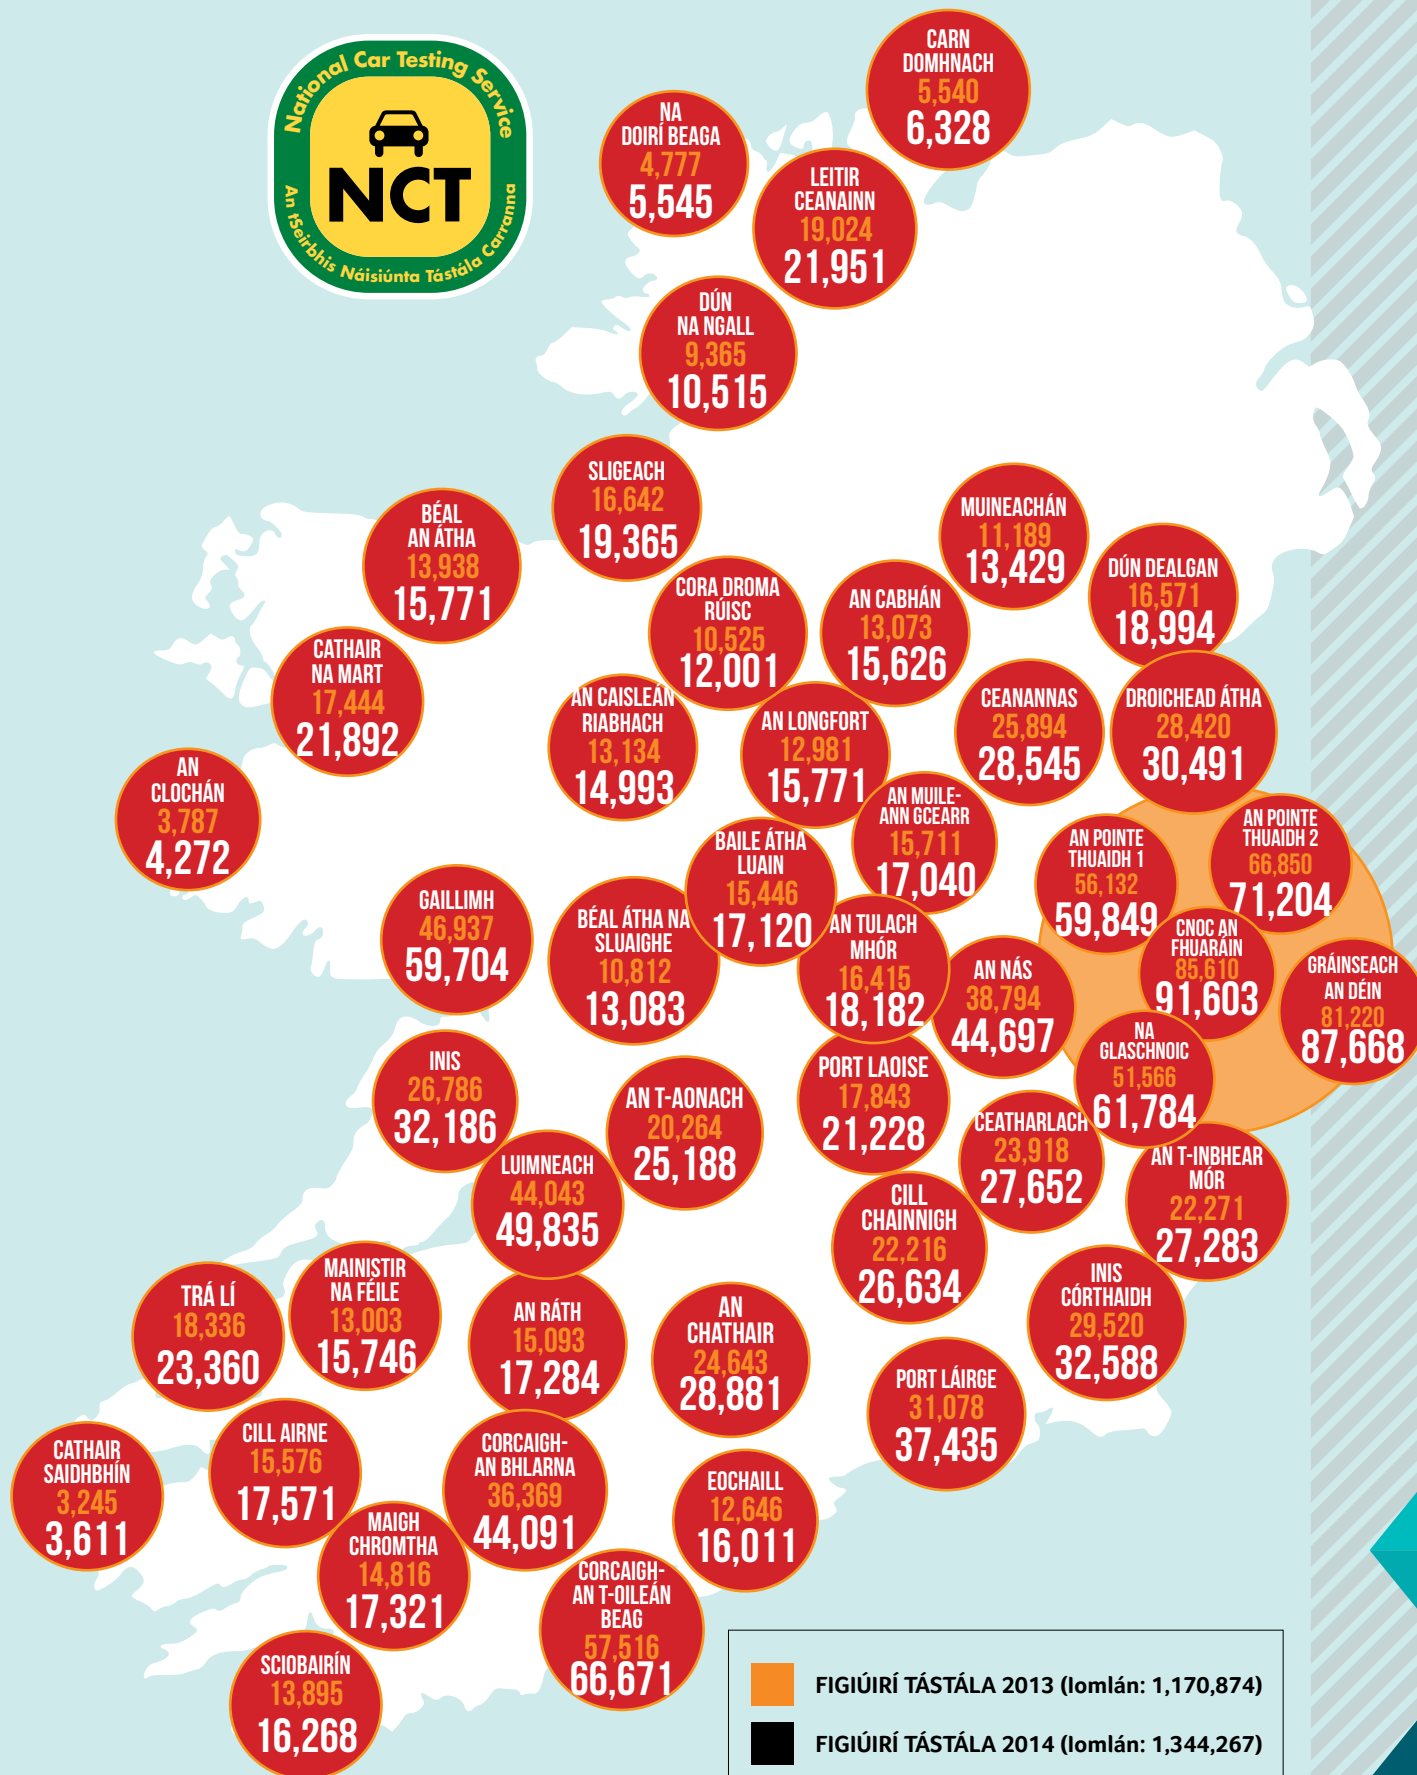 National Car Testing Service
NCT
An tSeirbhís Náisiúnta Tástála Carranna
CARN
DOMHNACH
5,540
6,328
NA
DOIRÍ BEAGA
4,777
5,545
LEITIR
CEANAINN
19,024
21,951
DÚN
NA NGALL
9,365
10,515
SLIGEACH
16,642
19,365
BÉAL
AN ÁTHA
13,938
15,771
MUINEACHÁN
11,189
13,429
DÚN DEALGAN
16,571
18,994
CORA DROMA
RÚISC
10,525
12,001
AN CABHÁN
13,073
15,626
CATHAIR
NA MART
17,444
21,892
AN CAISLEÁN
RIABHACH
13,134
14,993
AN LONGFORT
12,981
15,771
CEANANNAS
25,894
28,545
DROICHEAD ÁTHA
28,420
30,491
AN
CLOCHÁN
3,787
4,272
AN MUILE-
ANN GCEARR
15,711
17,040
AN POINTE
THUAIDH 1
56,132
59,849
AN POINTE
THUAIDH 2
66,850
71,204
BAILE ÁTHA
LUAIN
15,446
17,120
GAILLIMH
46,937
59,704
BÉAL ÁTHA NA
SLUAIGHE
10,812
13,083
AN TULACH
MHÓR
16,415
18,182
AN NÁS
38,794
44,697
CNOC AN
FHUARÁIN
85,610
91,603
GRÁINSEACH
AN DÉIN
81,220
87,668
NA
GLASCHNOIC
51,566
61,784
INIS
26,786
32,186
AN T-AONACH
20,264
25,188
PORT LAOISE
17,843
21,228
CEATHARLACH
23,918
27,652
AN T-INBHEAR
MÓR
22,271
27,283
LUIMNEACH
44,043
49,835
CILL
CHAINNIGH
22,216
26,634
INIS
CÓRTHAIDH
29,520
32,588
TRÁ LÍ
18,336
23,360
MAINISTIR
NA FÉILE
13,003
15,746
AN RÁTH
15,093
17,284
AN
CHATHAIR
24,643
28,881
PORT LÁIRGE
31,078
37,435
CATHAIR
SAIDHBHÍN
3,245
3,611
CILL AIRNE
15,576
17,571
CORCAIGH-
AN BHLARNA
36,369
44,091
EOCHAILL
12,646
16,011
MAIGH
CHROMTHA
14,816
17,321
CORCAIGH-
AN T-OILEÁN
BEAG
57,516
66,671
SCIOBAIRÍN
13,895
16,268
FIGIÚIRÍ TÁSTÁLA 2013 (Iomlán: 1,170,874)
FIGIÚIRÍ TÁSTÁLA 2014 (Iomlán: 1,344,267)